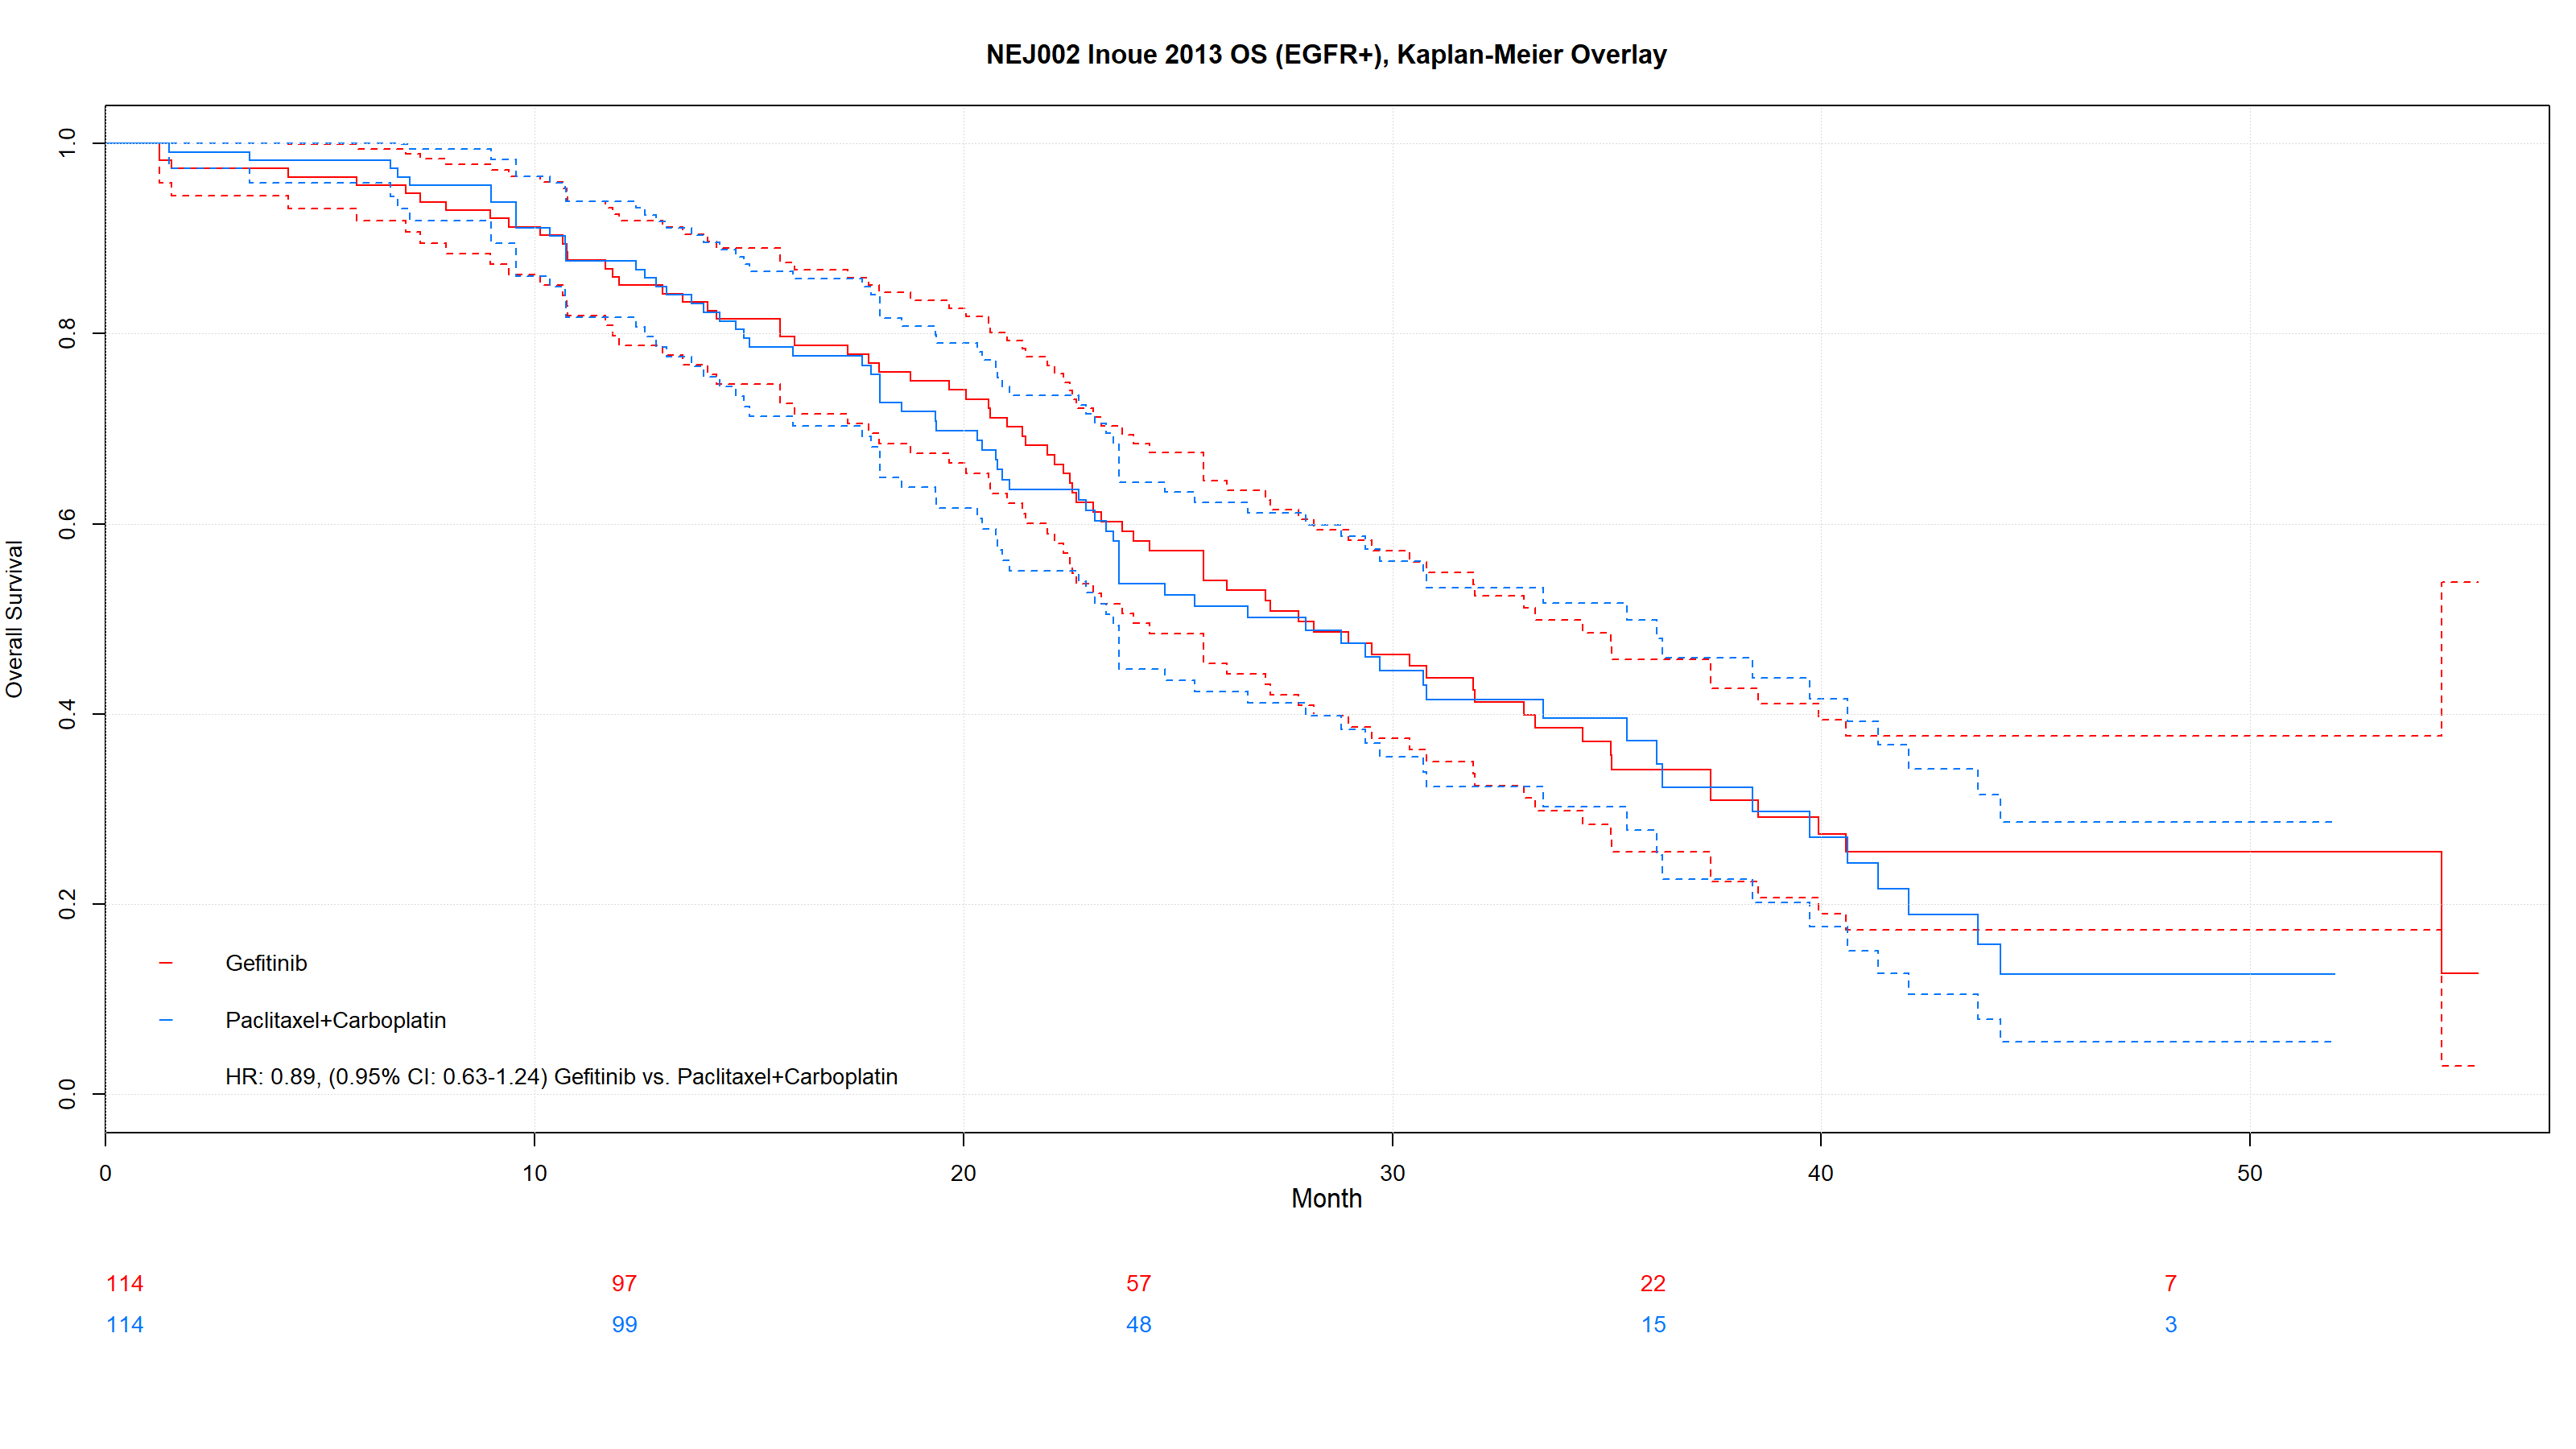 NEJ002 Inoue 2013 OS (EGFR+), Kaplan-Meier Overlay
Overall Survival
1.0
0.8
0.6
0.4
0.2
0.0
Gefitinib
Paclitaxel+Carboplatin
HR: 0.89, (0.95% CI: 0.63-1.24) Gefitinib vs. Paclitaxel+Carboplatin
0 10 20 30 40 50
Month
114 97 57 22 7
114 99 48 15 3